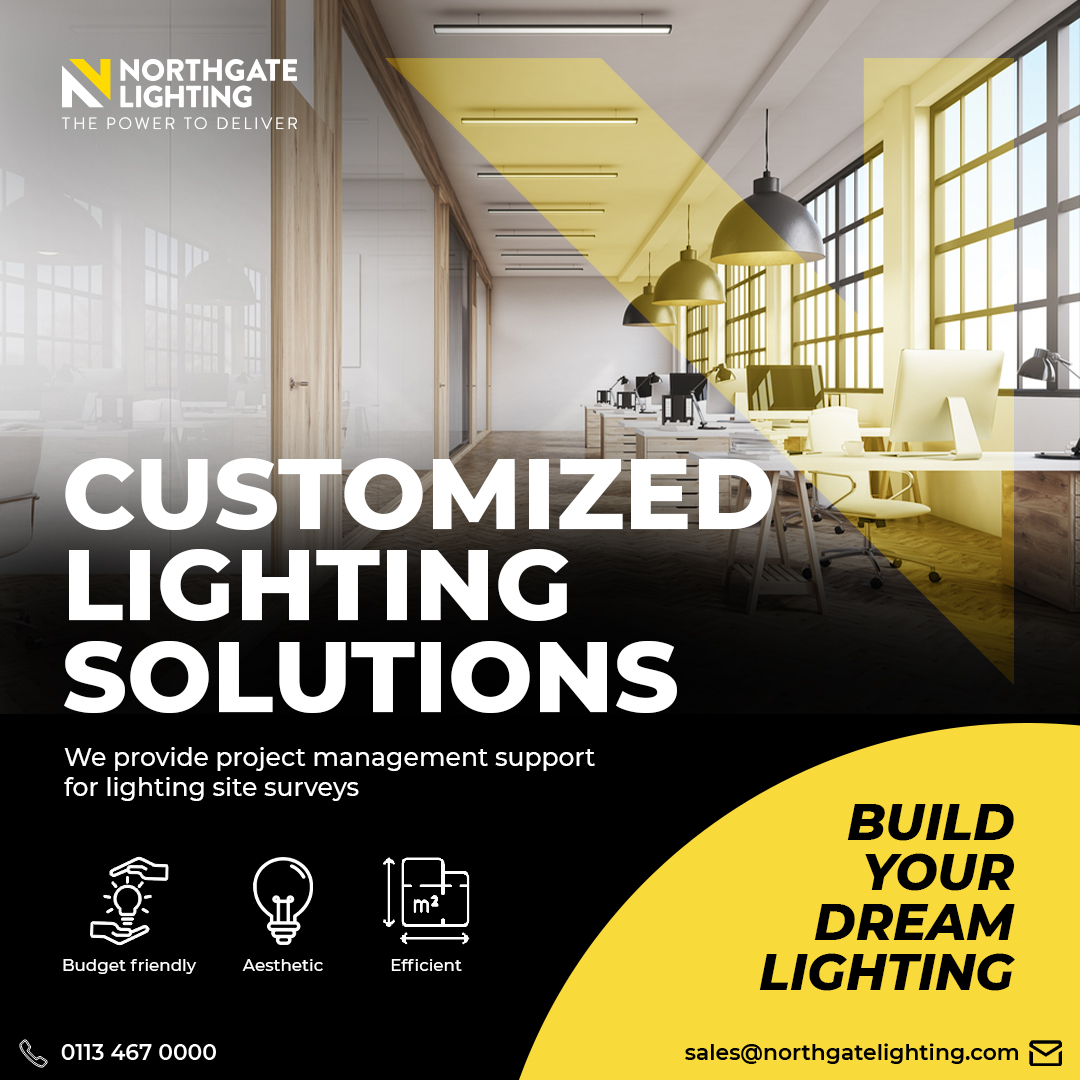 NORTHGATE
LIGHTING
THE POWER TO DELIVER
CUSTOMIZED
LIGHTING
SOLUTIONS
We provide project management support
for lighting site surveys
m²
Budget friendly
Aesthetic
Efficient
BUILD
YOUR
DREAM
LIGHTING
0113 467 0000
sales@northgatelighting.com